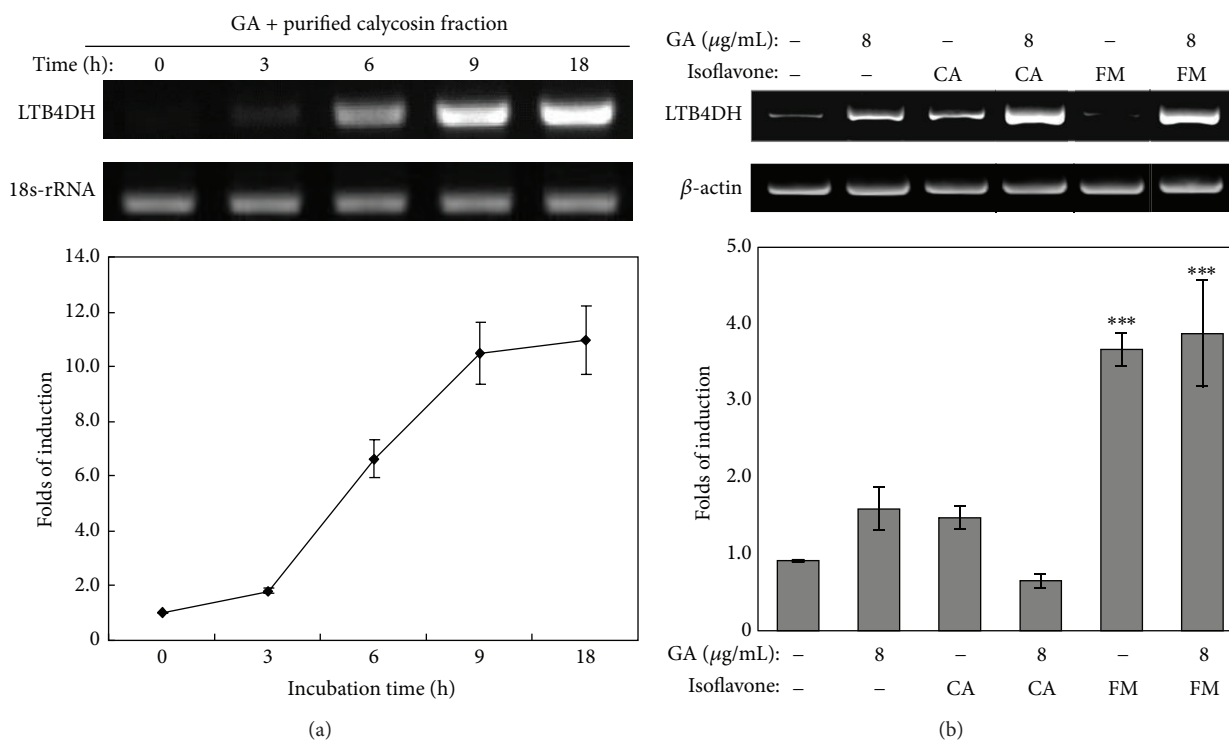 GA + purified calycosin fraction
Time (h): 0 3 6 9 18
LTB4DH
18s-rRNA
14.0
12.0
10.0
8.0
6.0
4.0
2.0
0
Folds of induction
0 3 6 9 18
Incubation time (h)
(a)
GA (μg/mL): – 8 – 8 – 8
Isoflavone: – – CA CA FM FM
LTB4DH
β-actin
5.0
4.0
3.0
2.0
1.0
0
Folds of induction
***
***
GA (μg/mL): – 8 – 8 – 8
Isoflavone: – – CA CA FM FM
(b)